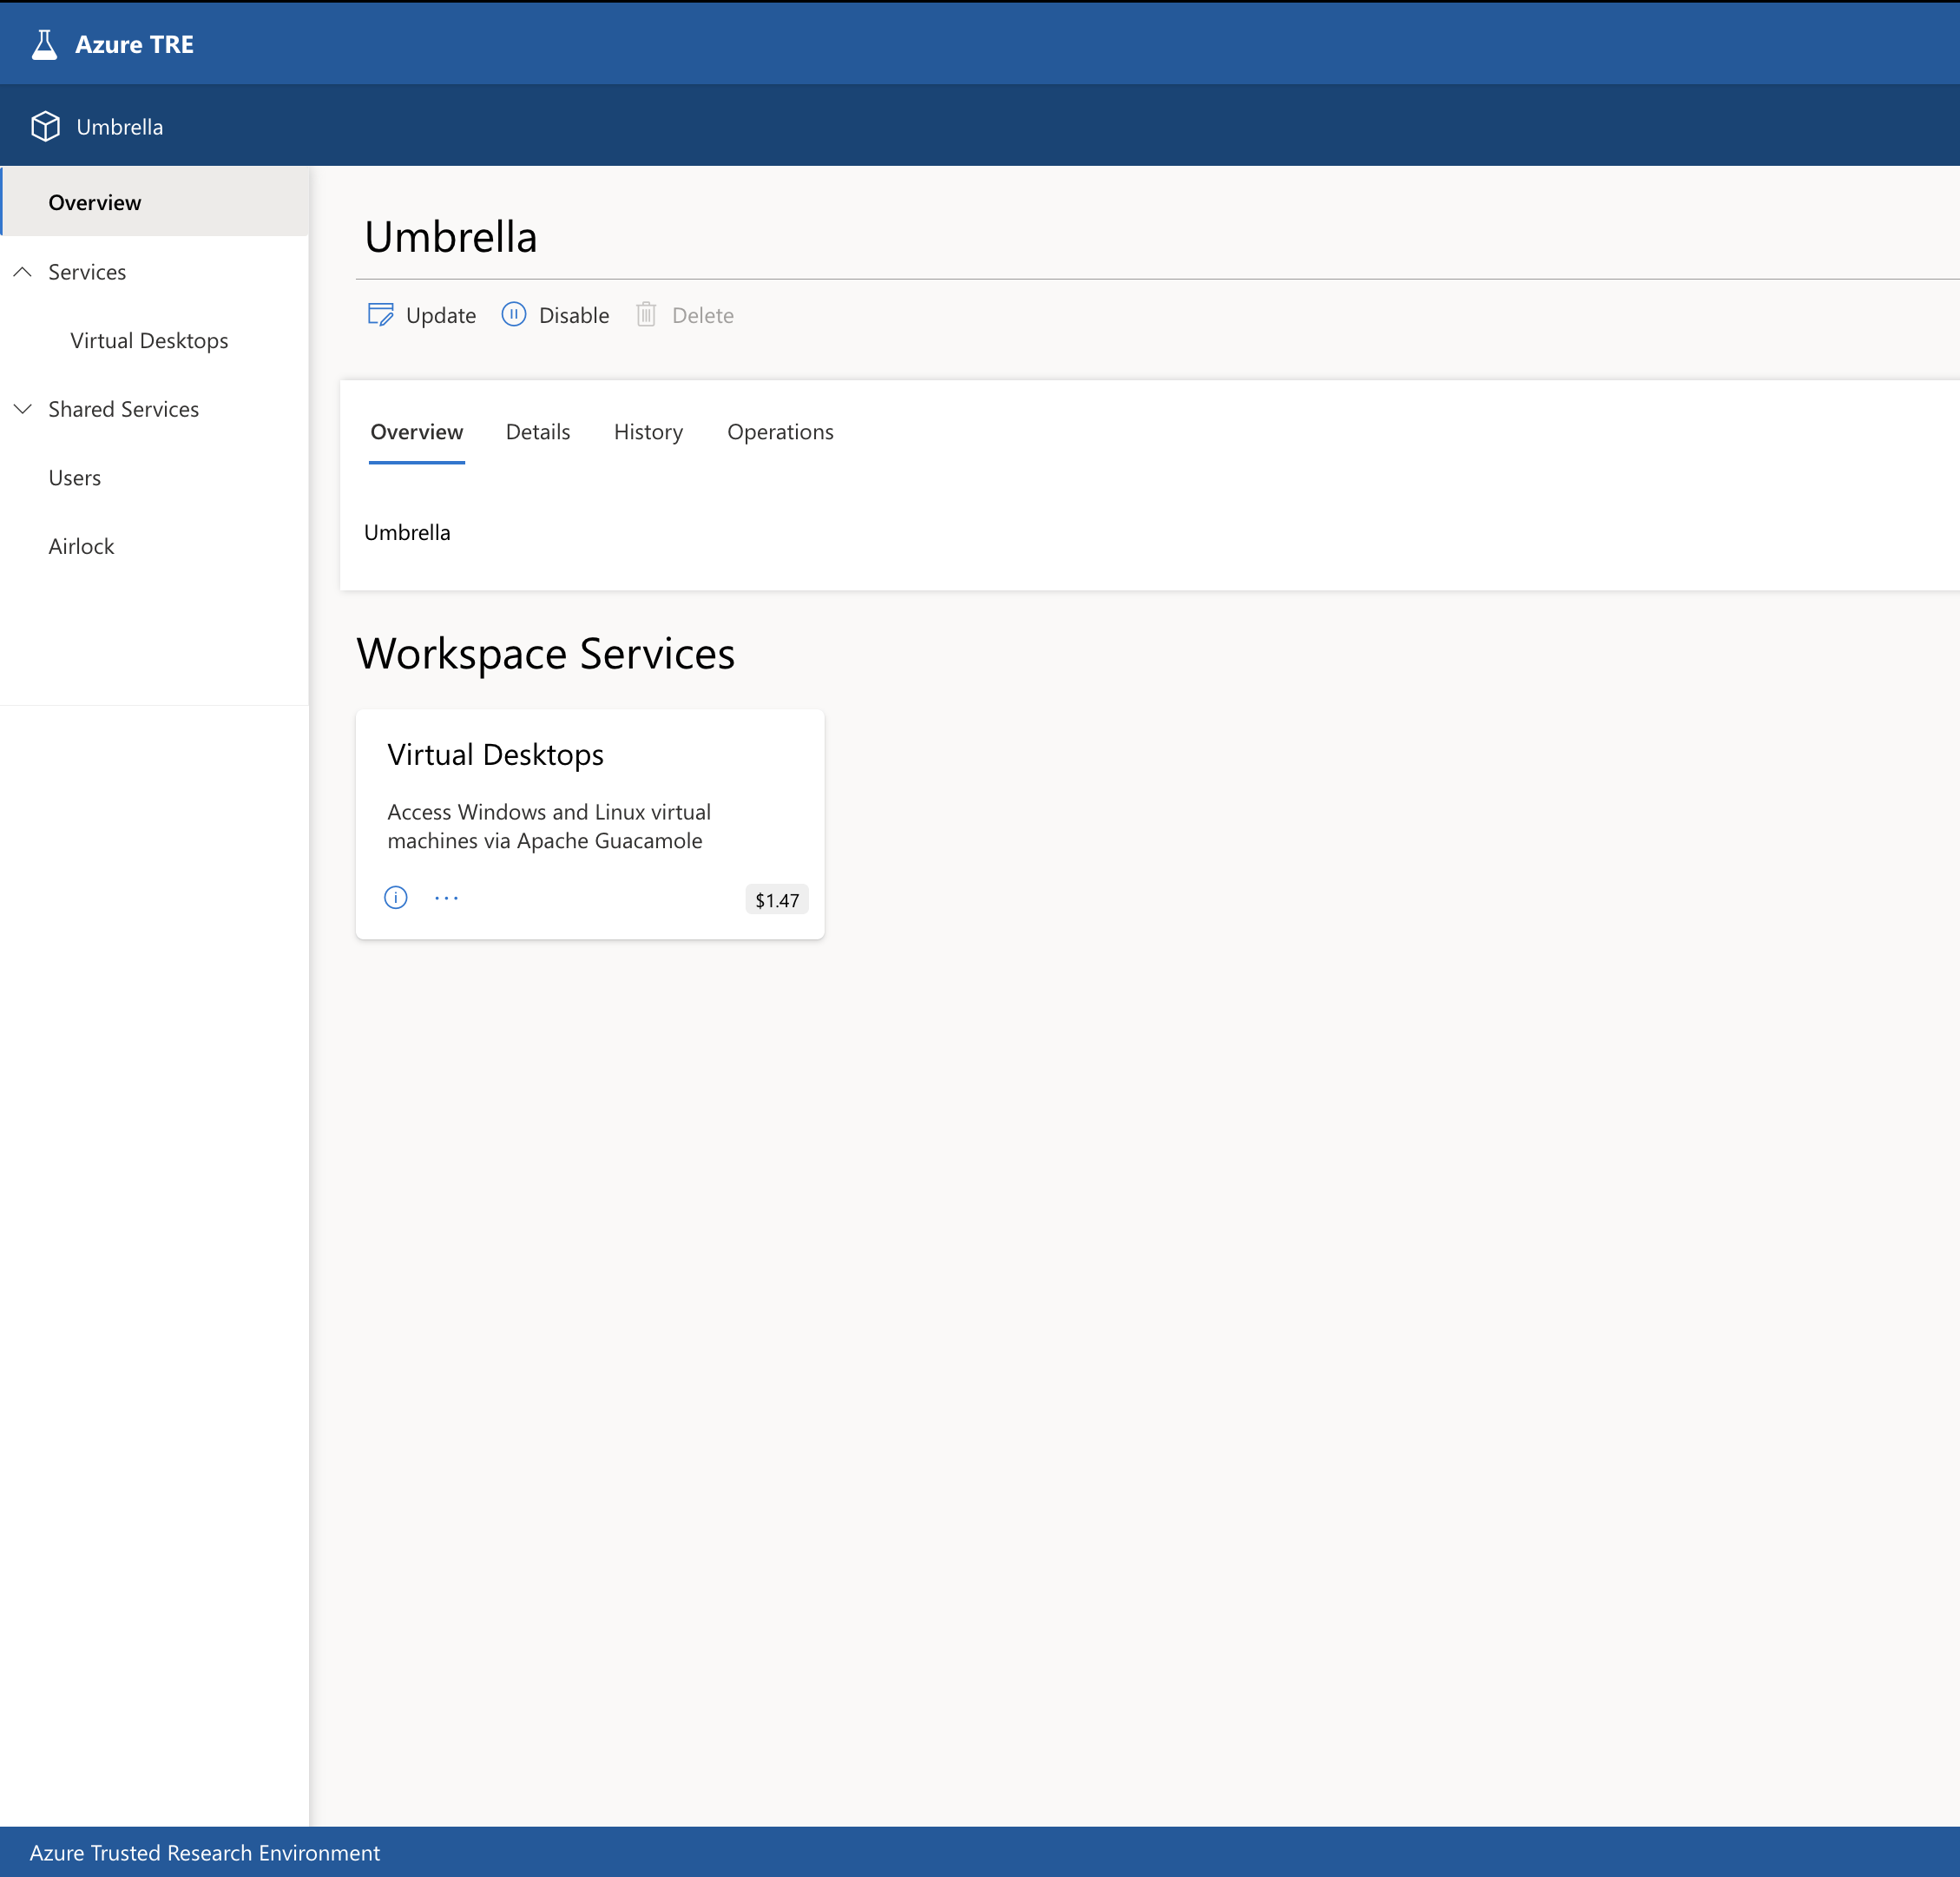 Azure TRE
Umbrella
Overview
Services
Virtual Desktops
Shared Services
Users
Airlock
Umbrella
Update Disable Delete
Overview Details History Operations
Umbrella
Workspace Services
Virtual Desktops
Access Windows and Linux virtual
machines via Apache Guacamole
$1.47
Azure Trusted Research Environment